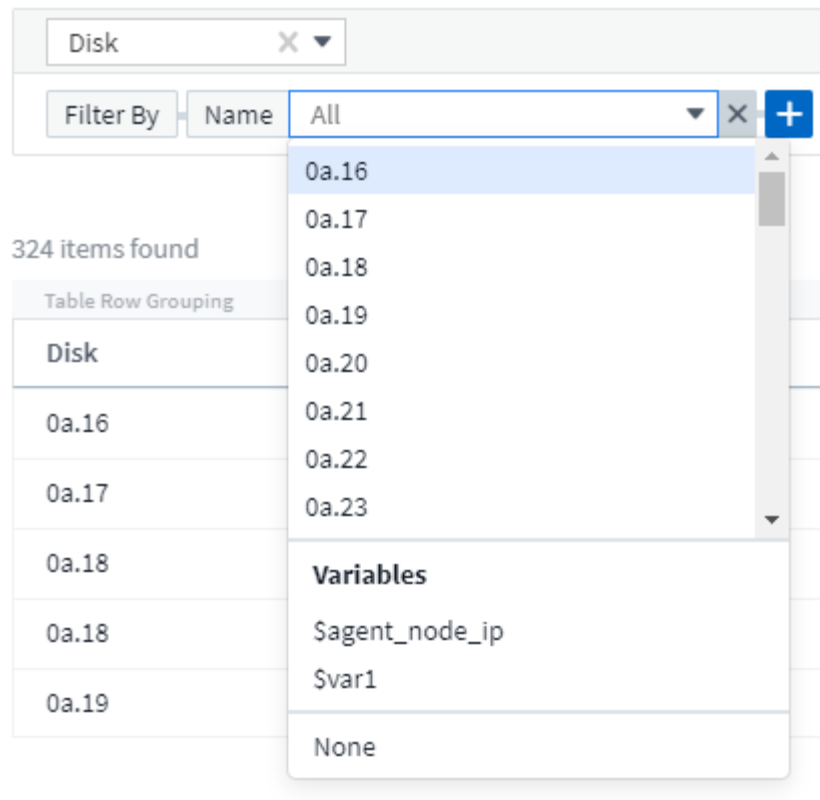 Disk
Filter By Name All
0a.16
0a.17
0a.18
0a.19
0a.20
0a.21
0a.22
0a.23
Variables
$agent_node_ip
$var1
None
324 items found
Table Row Grouping
Disk
0a.16
0a.17
0a.18
0a.18
0a.19